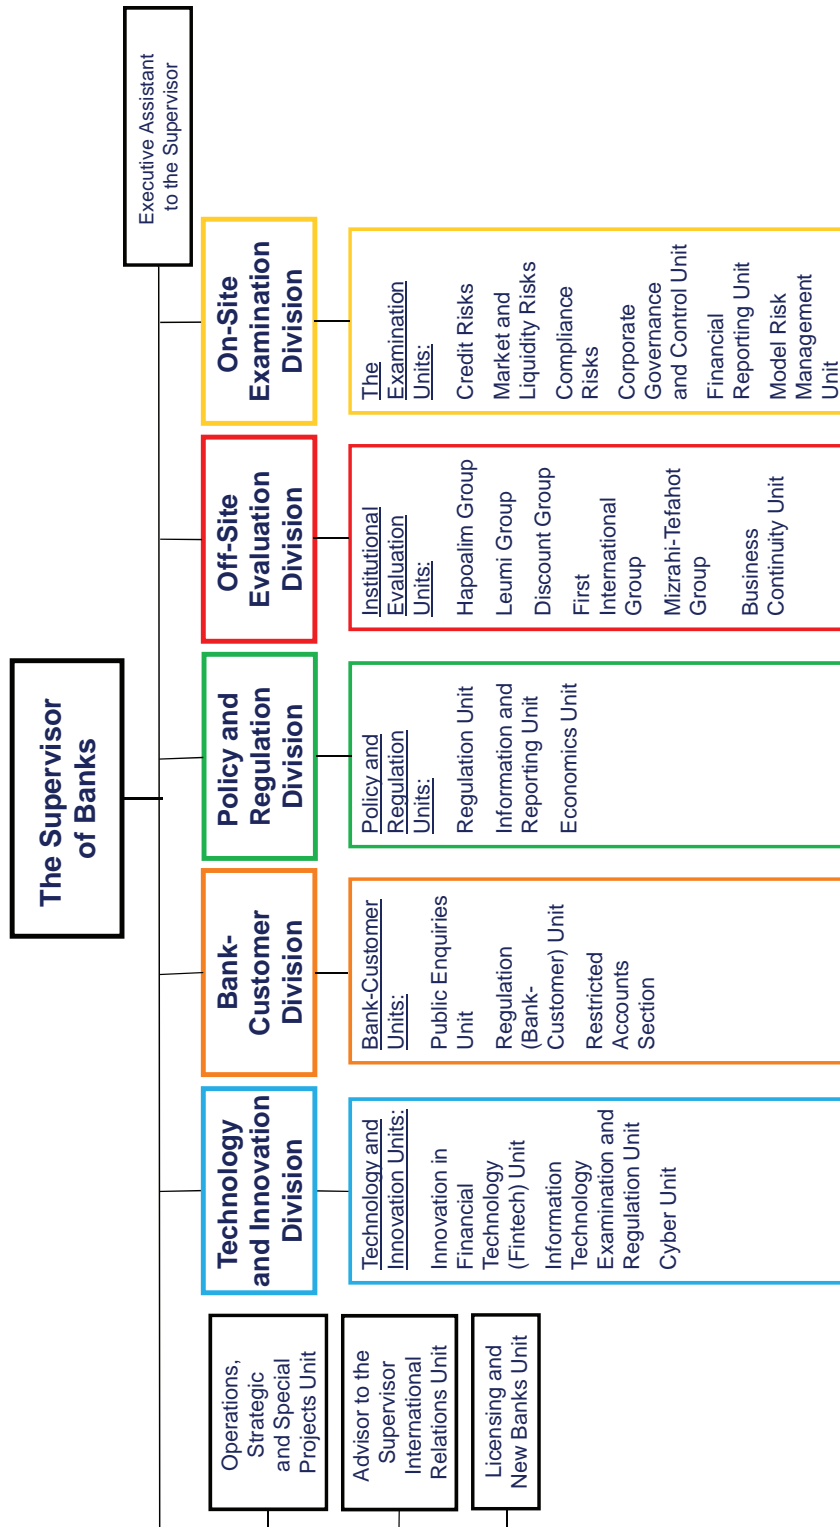 The Supervisor
of Banks
Executive Assistant
to the Supervisor
Technology
and Innovation
Division
Bank-
Customer
Division
Policy and
Regulation
Division
Off-Site
Evaluation
Division
On-Site
Examination
Division
Operations,
Strategic
and Special
Projects Unit
Advisor to the
Supervisor
International
Relations Unit
Licensing and
New Banks Unit
Technology and
Innovation Units:
Innovation in
Financial
Technology
(Fintech) Unit
Information
Technology
Examination and
Regulation Unit
Cyber Unit
Bank-Customer
Units:
Public Enquiries
Unit
Regulation
(Bank-
Customer) Unit
Restricted
Accounts
Section
Policy and
Regulation
Units:
Regulation Unit
Information and
Reporting Unit
Economics Unit
Institutional
Evaluation
Units:
Hapoalim Group
Leumi Group
Discount Group
First
International
Group
Mizrahi-Tefahot
Group
Business
Continuity Unit
The
Examination
Units:
Credit Risks
Market and
Liquidity Risks
Compliance
Risks
Corporate
Governance
and Control Unit
Financial
Reporting Unit
Model Risk
Management
Unit